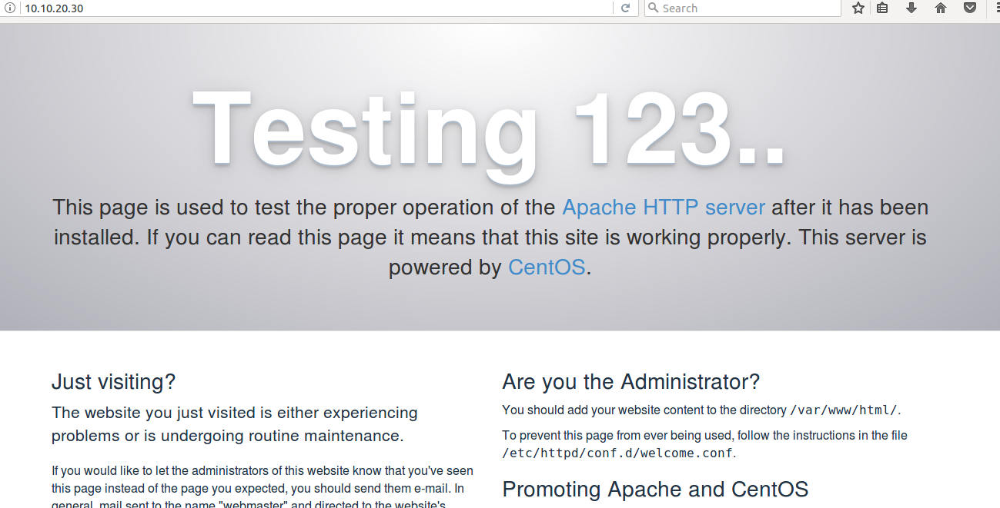 10.10.20.30
Search
Testing 123..
This page is used to test the proper operation of the Apache HTTP server after it has been
installed. If you can read this page it means that this site is working properly. This server is
powered by CentOS.
Just visiting?
The website you just visited is either experiencing
problems or is undergoing routine maintenance.
If you would like to let the administrators of this website know that you've seen
this page instead of the page you expected, you should send them e-mail. In
general, mail sent to the name "webmaster" and directed to the website's
Are you the Administrator?
You should add your website content to the directory /var/www/html/.
To prevent this page from ever being used, follow the instructions in the file
/etc/httpd/conf.d/welcome.conf.
Promoting Apache and CentOS